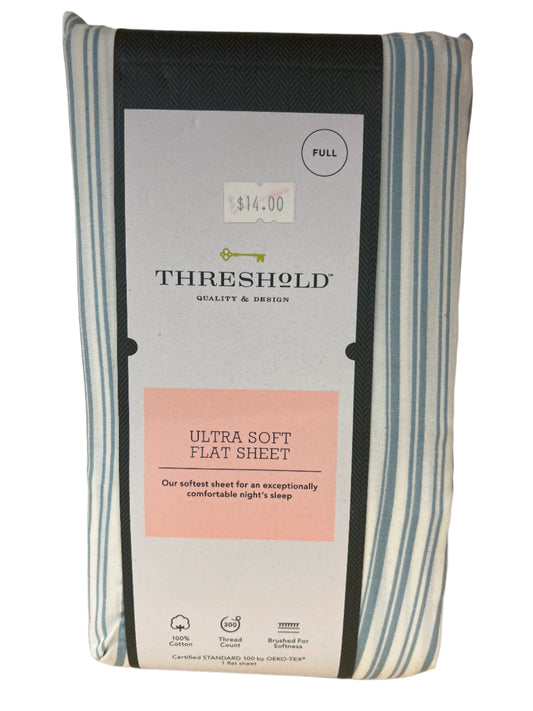 FULL
$14.00
THRESHOLD™
QUALITY & DESIGN
ULTRA SOFT
FLAT SHEET
Our softest sheet for an exceptionally
comfortable night's sleep
100%
Cotton
300
Thread
Count
Brushed For
Softness
Certified STANDARD 100 by OEKO-TEX®
1 flat sheet